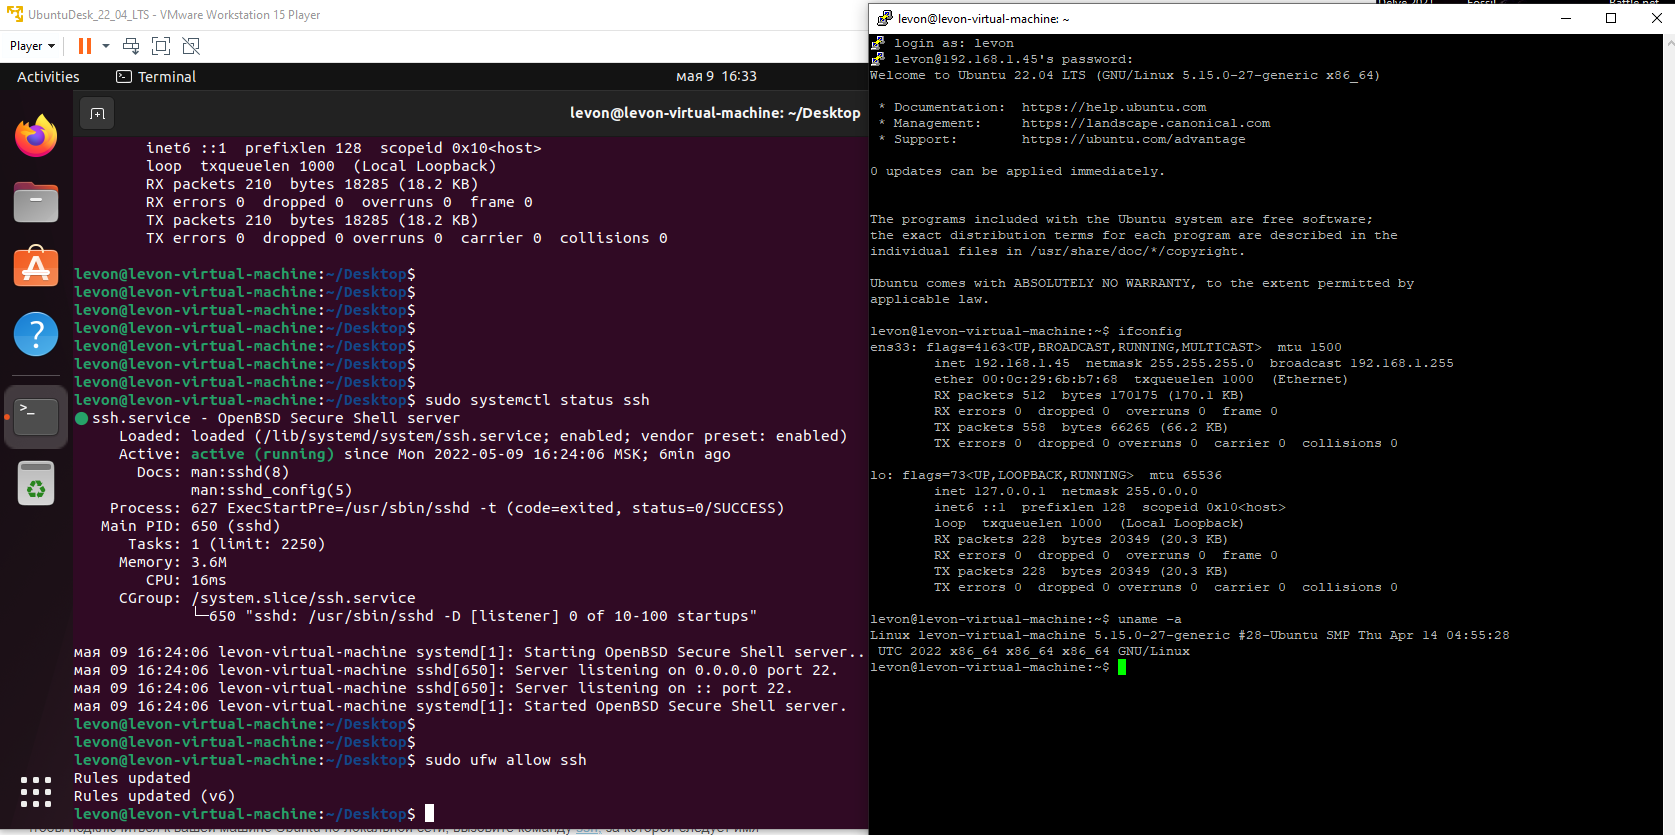 UbuntuDesk_22_04_LTS - VMware Workstation 15 Player
Player
Activities
Terminal
мая 9  16:33
levon@levon-virtual-machine: ~/Desktop
inet6 ::1  prefixlen 128  scopeid 0x10<host>
loop  txqueuelen 1000  (Local Loopback)
RX packets 210  bytes 18285 (18.2 KB)
RX errors 0  dropped 0  overruns 0  frame 0
TX packets 210  bytes 18285 (18.2 KB)
TX errors 0  dropped 0 overruns 0  carrier 0  collisions 0
levon@levon-virtual-machine:~/Desktop$
levon@levon-virtual-machine:~/Desktop$
levon@levon-virtual-machine:~/Desktop$
levon@levon-virtual-machine:~/Desktop$
levon@levon-virtual-machine:~/Desktop$
levon@levon-virtual-machine:~/Desktop$
levon@levon-virtual-machine:~/Desktop$
levon@levon-virtual-machine:~/Desktop$ sudo systemctl status ssh
● ssh.service - OpenBSD Secure Shell server
Loaded: loaded (/lib/systemd/system/ssh.service; enabled; vendor preset: enabled)
Active: active (running) since Mon 2022-05-09 16:24:06 MSK; 6min ago
Docs: man:sshd(8)
man:sshd_config(5)
Process: 627 ExecStartPre=/usr/sbin/sshd -t (code=exited, status=0/SUCCESS)
Main PID: 650 (sshd)
Tasks: 1 (limit: 2250)
Memory: 3.6M
CPU: 16ms
CGroup: /system.slice/ssh.service
└─650 "sshd: /usr/sbin/sshd -D [listener] 0 of 10-100 startups"
мая 09 16:24:06 levon-virtual-machine systemd[1]: Starting OpenBSD Secure Shell server..
мая 09 16:24:06 levon-virtual-machine sshd[650]: Server listening on 0.0.0.0 port 22.
мая 09 16:24:06 levon-virtual-machine sshd[650]: Server listening on :: port 22.
мая 09 16:24:06 levon-virtual-machine systemd[1]: Started OpenBSD Secure Shell server.
levon@levon-virtual-machine:~/Desktop$
levon@levon-virtual-machine:~/Desktop$
levon@levon-virtual-machine:~/Desktop$ sudo ufw allow ssh
Rules updated
Rules updated (v6)
levon@levon-virtual-machine:~/Desktop$
levon@levon-virtual-machine: ~
login as: levon
levon@192.168.1.45's password:
Welcome to Ubuntu 22.04 LTS (GNU/Linux 5.15.0-27-generic x86_64)
* Documentation:  https://help.ubuntu.com
* Management:     https://landscape.canonical.com
* Support:        https://ubuntu.com/advantage
0 updates can be applied immediately.
The programs included with the Ubuntu system are free software;
the exact distribution terms for each program are described in the
individual files in /usr/share/doc/*/copyright.
Ubuntu comes with ABSOLUTELY NO WARRANTY, to the extent permitted by
applicable law.
levon@levon-virtual-machine:~$ ifconfig
ens33: flags=4163<UP,BROADCAST,RUNNING,MULTICAST>  mtu 1500
inet 192.168.1.45  netmask 255.255.255.0  broadcast 192.168.1.255
ether 00:0c:29:6b:b7:68  txqueuelen 1000  (Ethernet)
RX packets 512  bytes 170175 (170.1 KB)
RX errors 0  dropped 0  overruns 0  frame 0
TX packets 558  bytes 66265 (66.2 KB)
TX errors 0  dropped 0 overruns 0  carrier 0  collisions 0
lo: flags=73<UP,LOOPBACK,RUNNING>  mtu 65536
inet 127.0.0.1  netmask 255.0.0.0
inet6 ::1  prefixlen 128  scopeid 0x10<host>
loop  txqueuelen 1000  (Local Loopback)
RX packets 228  bytes 20349 (20.3 KB)
RX errors 0  dropped 0  overruns 0  frame 0
TX packets 228  bytes 20349 (20.3 KB)
TX errors 0  dropped 0 overruns 0  carrier 0  collisions 0
levon@levon-virtual-machine:~$ uname -a
Linux levon-virtual-machine 5.15.0-27-generic #28-Ubuntu SMP Thu Apr 14 04:55:28
UTC 2022 x86_64 x86_64 x86_64 GNU/Linux
levon@levon-virtual-machine:~$